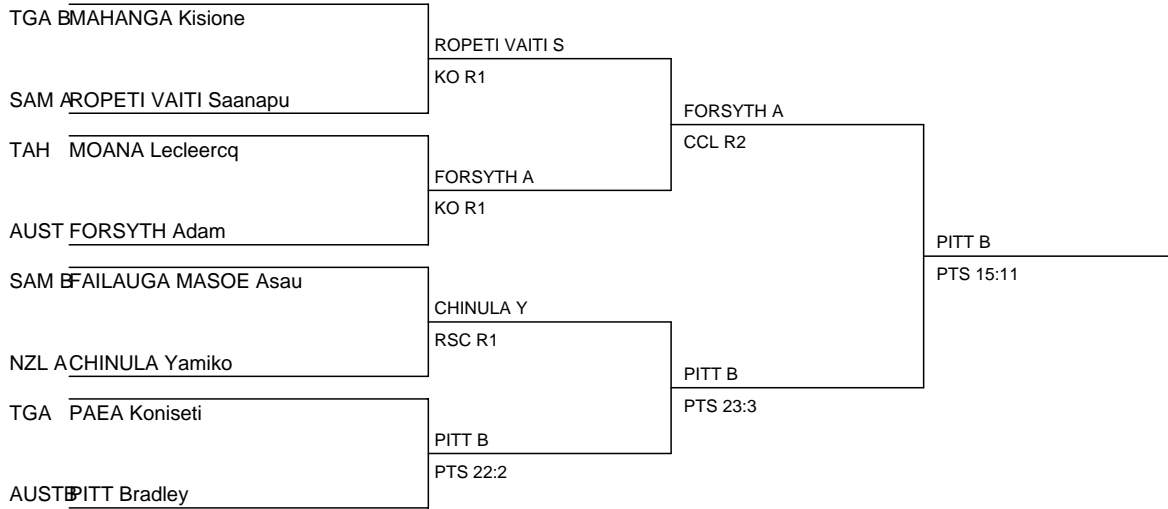 TGA B MAHANGA Kisione
ROPETI VAITI S
KO R1
SAM A ROPETI VAITI Saanapu
FORSYTH A
CCL R2
TAH MOANA Lecleercq
FORSYTH A
KO R1
AUST FORSYTH Adam
PITT B
PTS 15:11
SAM B FAILAUGA MASOE Asau
CHINULA Y
RSC R1
NZL A CHINULA Yamiko
PITT B
PTS 23:3
TGA PAEA Koniseti
PITT B
PTS 22:2
AUSTB PITT Bradley